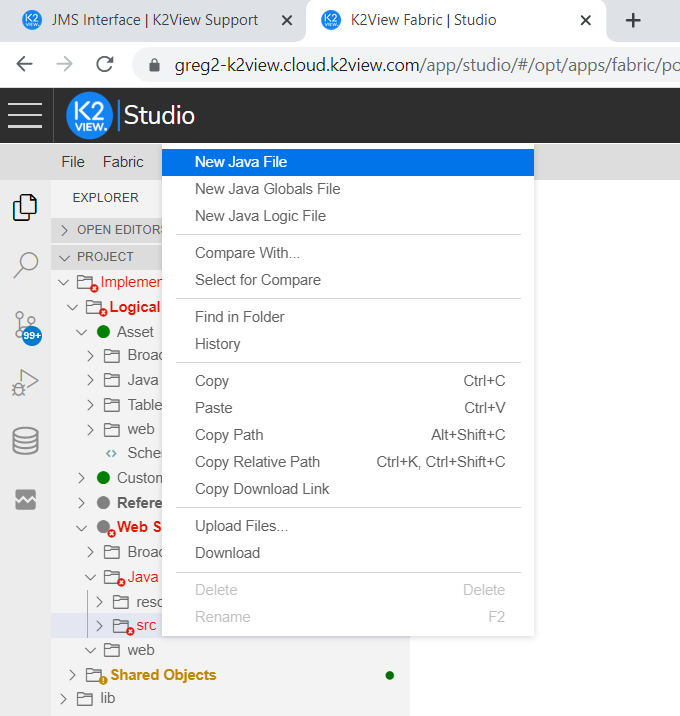 JMS Interface | K2View Support
K2View Fabric | Studio
greg2-k2view.cloud.k2view.com/app/studio/#/opt/apps/fabric/po
K2
VIEW.
Studio
File Fabric
EXPLORER
OPEN EDITORS
PROJECT
Implemen
Logical
Asset
Broad
Java
Table
web
Sche
Custom
Refere
Web S
Broad
Java
reso
src
web
Shared Objects
lib
99+
New Java File
New Java Globals File
New Java Logic File
Compare With...
Select for Compare
Find in Folder
History
Copy Ctrl+C
Paste Ctrl+V
Copy Path Alt+Shift+C
Copy Relative Path Ctrl+K, Ctrl+Shift+C
Copy Download Link
Upload Files...
Download
Delete Delete
Rename F2